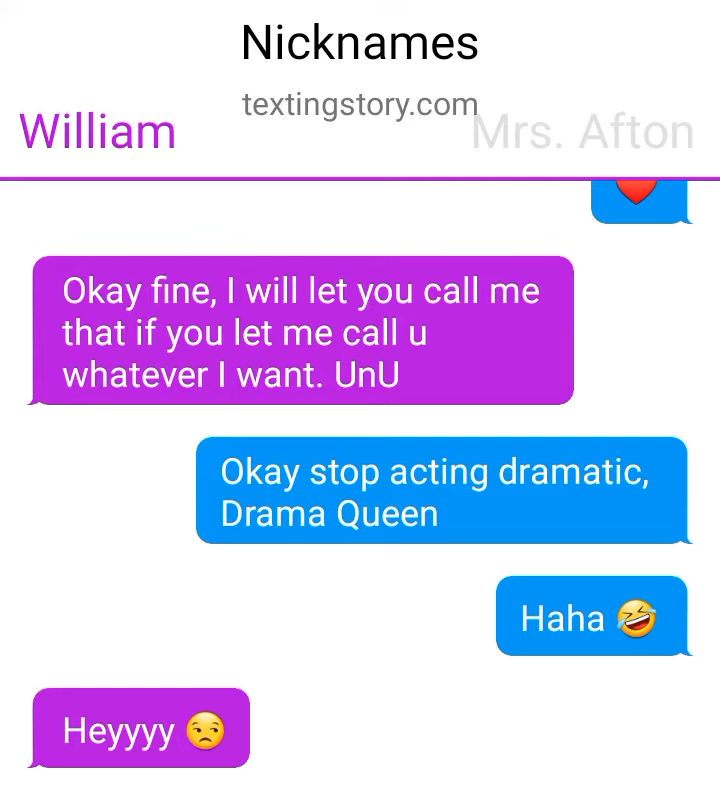 Nicknames
textingstory.com
William
Mrs. Afton
Okay fine, I will let you call me
that if you let me call u
whatever I want. UnU
Okay stop acting dramatic,
Drama Queen
Haha 🤣
Heyyyy 😒